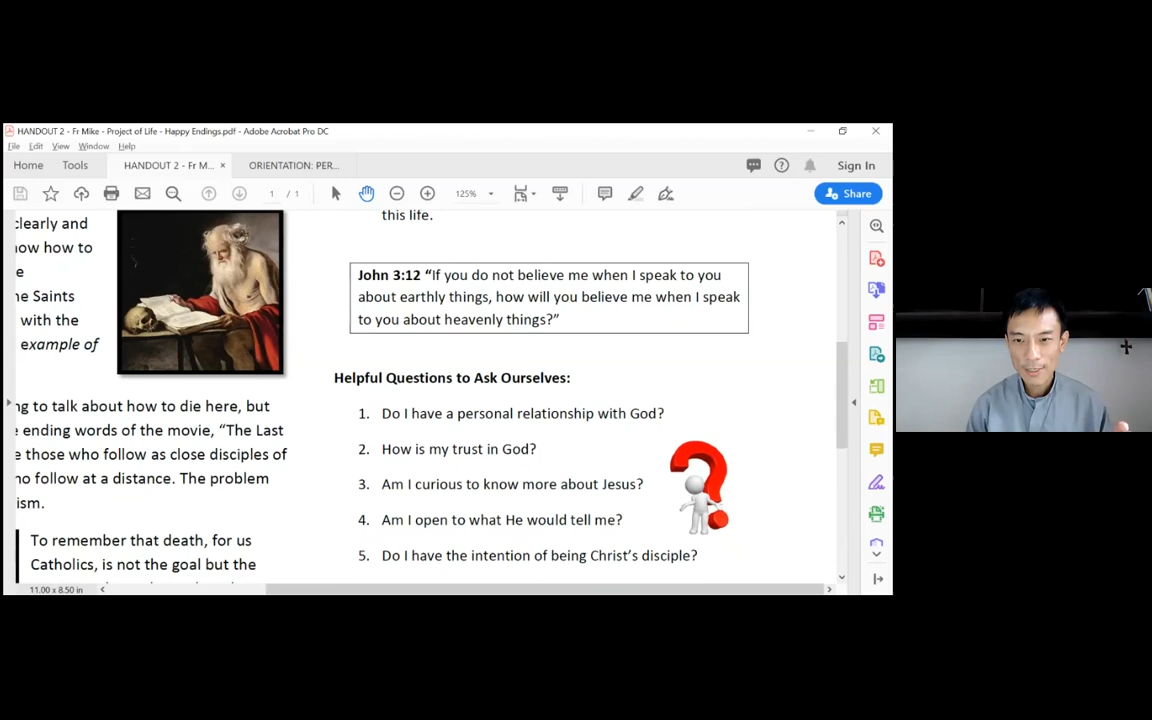 HANDOUT 2 - Fr Mike - Project of Life - Happy Endings.pdf - Adobe Acrobat Pro DC
File Edit View Window Help
Home Tools HANDOUT 2 - Fr M... × ORIENTATION: PER... Sign In
1 / 1 125% Share
clearly and
how to
e
Saints
with the
example of
to talk about how to die here, but
ending words of the movie, “The Last
those who follow as close disciples of
who follow at a distance. The problem
ism.
To remember that death, for us
Catholics, is not the goal but the
this life.
John 3:12 “If you do not believe me when I speak to you
about earthly things, how will you believe me when I speak
to you about heavenly things?”
Helpful Questions to Ask Ourselves:
1. Do I have a personal relationship with God?
2. How is my trust in God?
3. Am I curious to know more about Jesus?
4. Am I open to what He would tell me?
5. Do I have the intention of being Christ’s disciple?
11.00 x 8.50 in